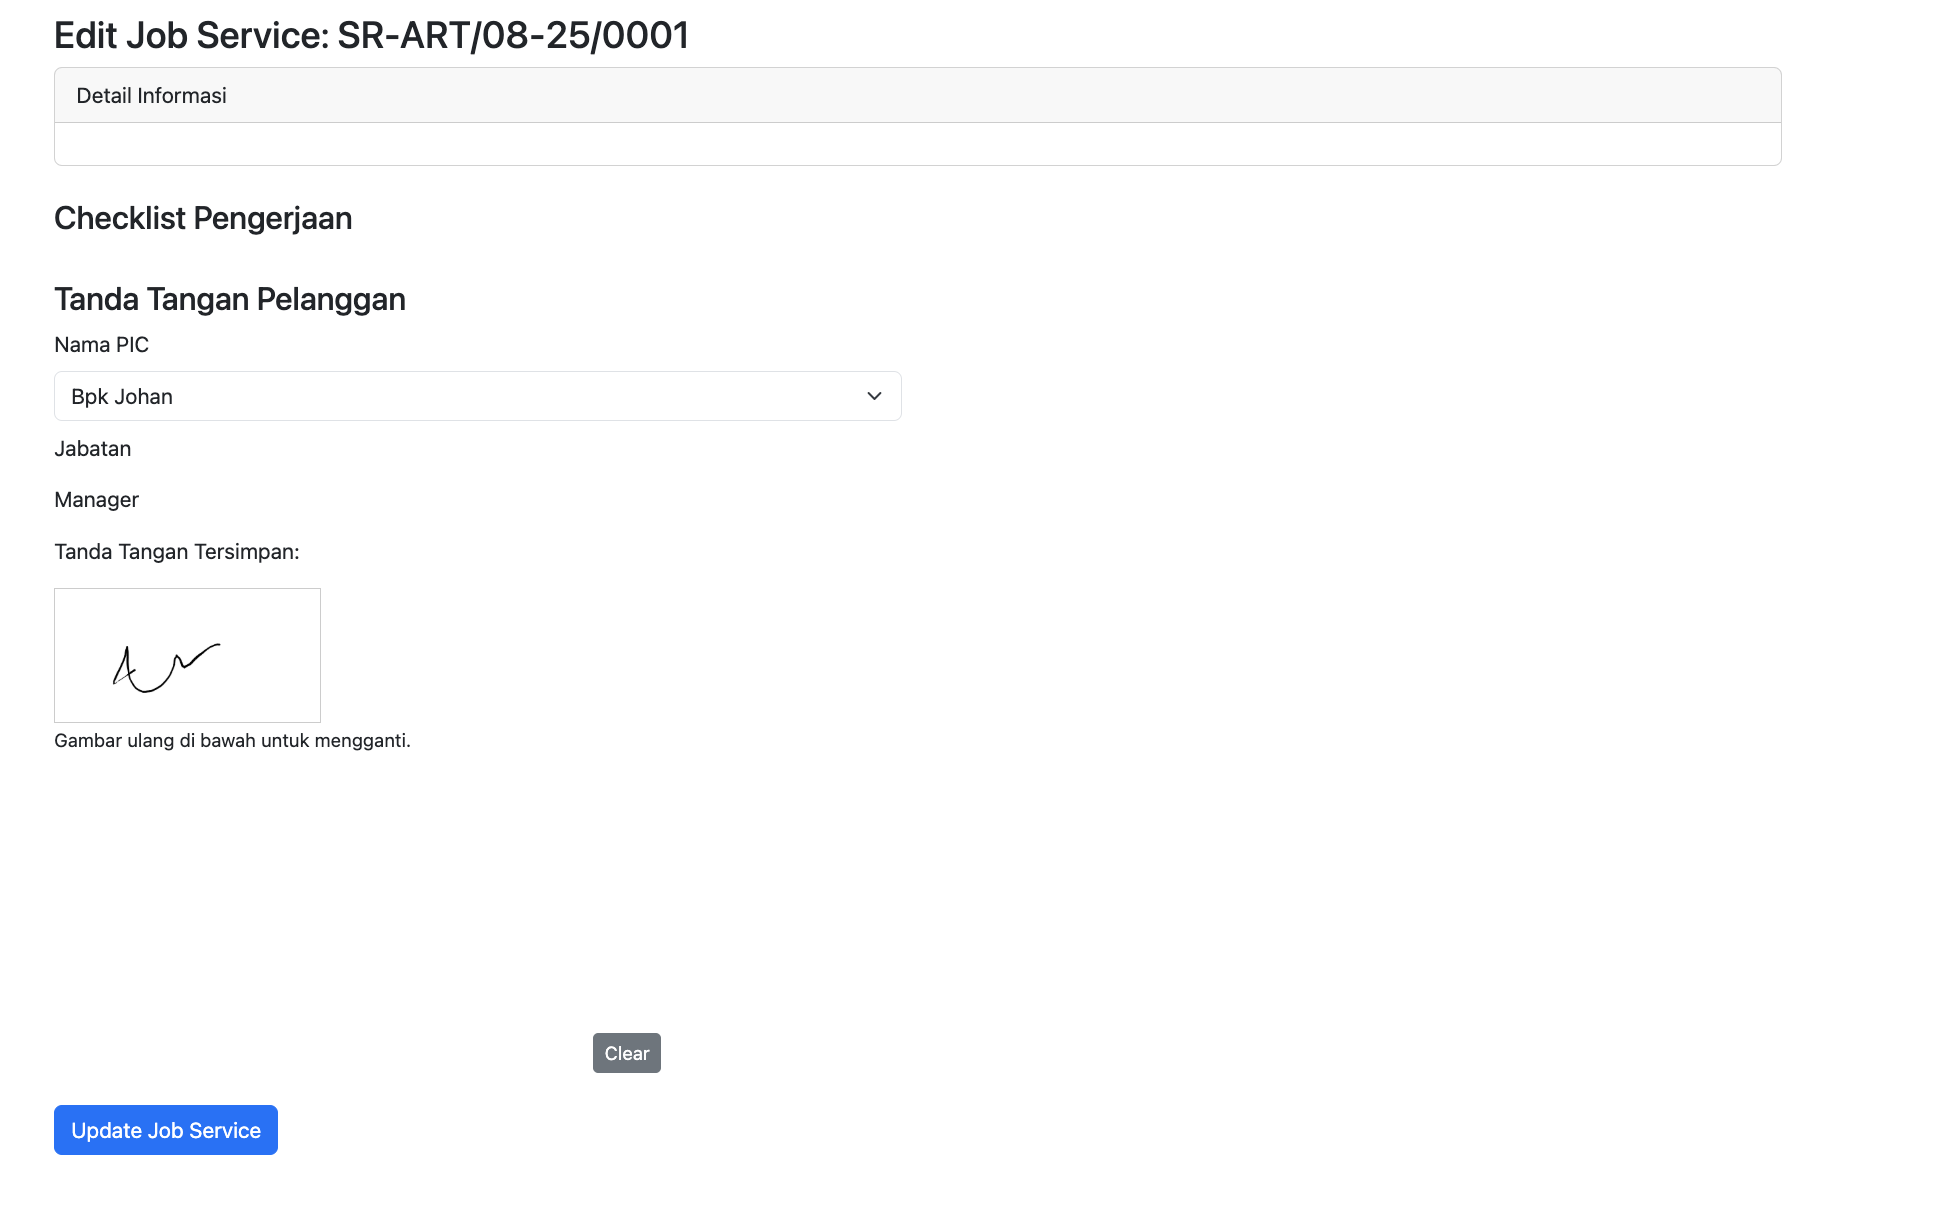 Edit Job Service: SR-ART/08-25/0001
Detail Informasi
Checklist Pengerjaan
Tanda Tangan Pelanggan
Nama PIC
Bpk Johan
Jabatan
Manager
Tanda Tangan Tersimpan:
Gambar ulang di bawah untuk mengganti.
Clear
Update Job Service